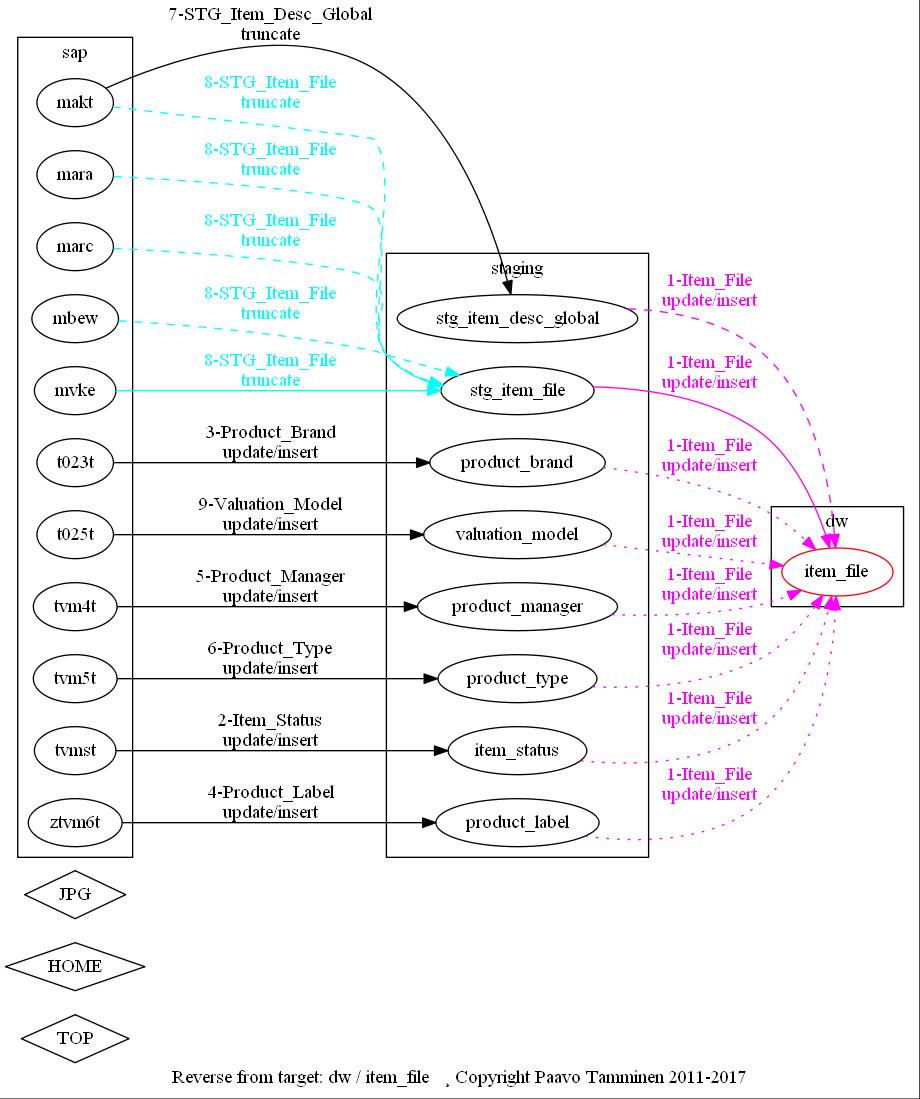 7-STG_Item_Desc_Global
truncate
sap
makt
8-STG_Item_File
truncate
mara
8-STG_Item_File
truncate
marc
8-STG_Item_File
truncate
mbew
8-STG_Item_File
truncate
mvke
8-STG_Item_File
truncate
t023t
3-Product_Brand
update/insert
t025t
9-Valuation_Model
update/insert
tvm4t
5-Product_Manager
update/insert
tvm5t
6-Product_Type
update/insert
tvmst
2-Item_Status
update/insert
ztvm6t
4-Product_Label
update/insert
staging
stg_item_desc_global
stg_item_file
product_brand
valuation_model
product_manager
product_type
item_status
product_label
1-Item_File
update/insert
1-Item_File
update/insert
1-Item_File
update/insert
1-Item_File
update/insert
1-Item_File
update/insert
1-Item_File
update/insert
1-Item_File
update/insert
1-Item_File
update/insert
dw
item_file
JPG
HOME
TOP
Reverse from target: dw / item_file ¸ Copyright Paavo Tamminen 2011-2017